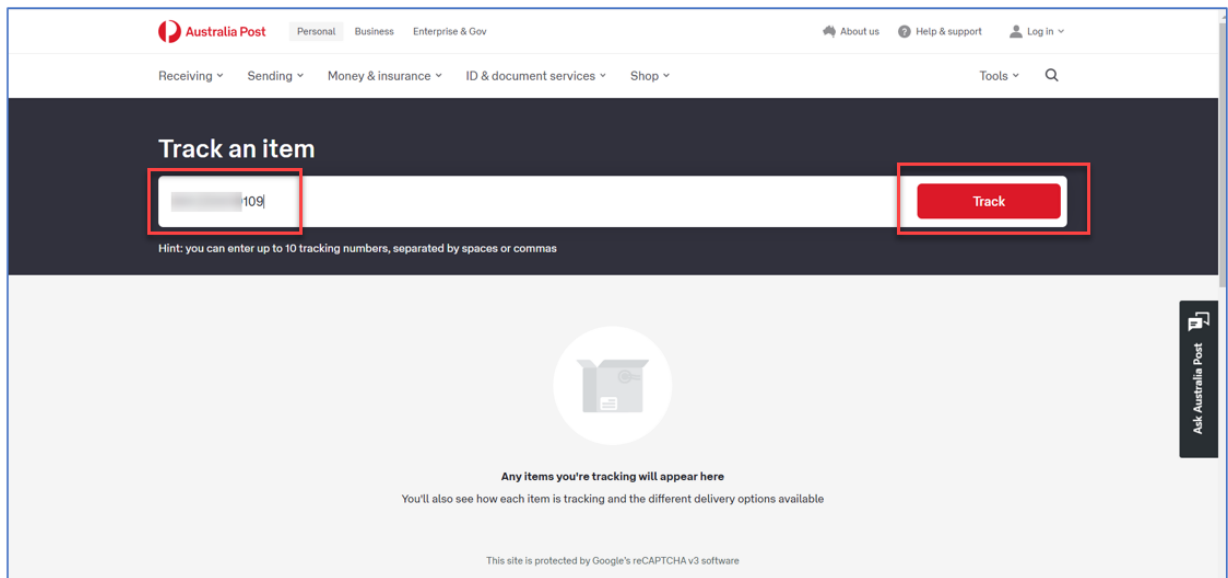 Australia Post Personal Business Enterprise & Gov About us Help & support Log in
Receiving Sending Money & insurance ID & document services Shop Tools
Track an item
109 Track
Hint: you can enter up to 10 tracking numbers, separated by spaces or commas
Ask Australia Post
Any items you're tracking will appear here
You'll also see how each item is tracking and the different delivery options available
This site is protected by Google's reCAPTCHA v3 software